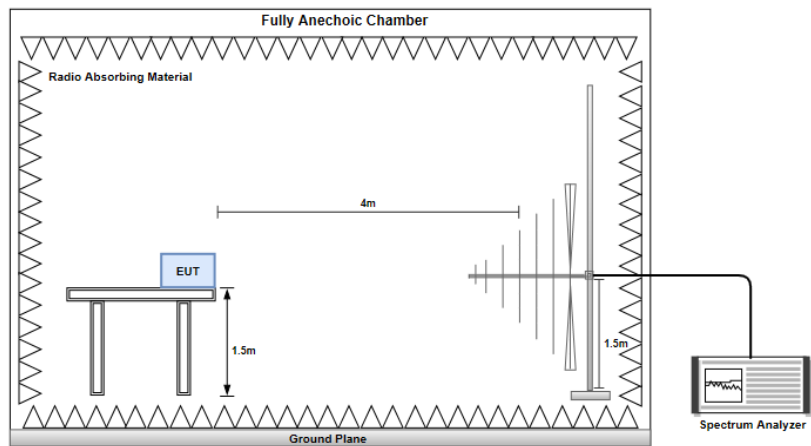 Fully Anechoic Chamber
Radio Absorbing Material
4m
EUT
1.5m
1.5m
Spectrum Analyzer
Ground Plane